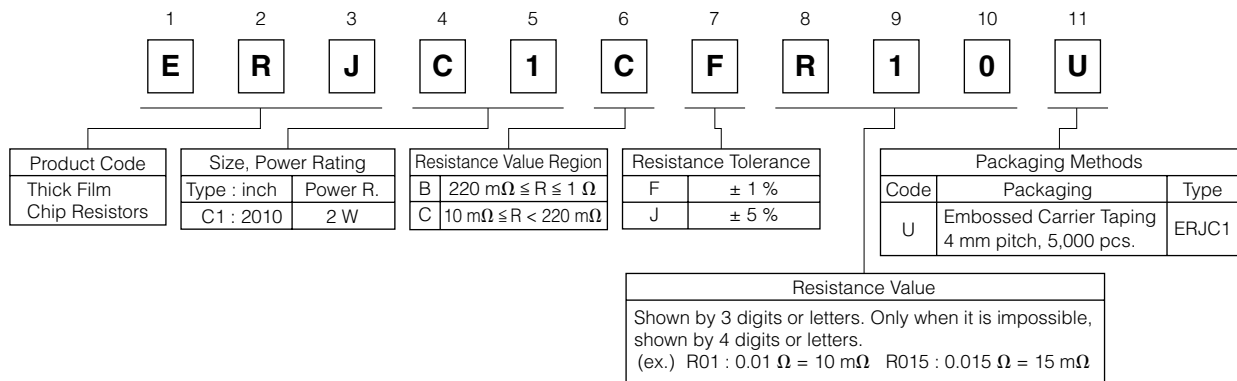 1 2 3 4 5 6 7 8 9 10 11
E R J C 1 C F R 1 0 U
Product Code
Thick Film
Chip Resistors
Size, Power Rating
Type : inch Power R.
C1 : 2010 2 W
Resistance Value Region
B 220 mΩ ≦ R ≦ 1 Ω
C 10 mΩ ≦ R < 220 mΩ
Resistance Tolerance
F ± 1 %
J ± 5 %
Packaging Methods
Code Packaging Type
U Embossed Carrier Taping
4 mm pitch, 5,000 pcs. ERJC1
Resistance Value
Shown by 3 digits or letters. Only when it is impossible,
shown by 4 digits or letters.
(ex.) R01 : 0.01 Ω = 10 mΩ R015 : 0.015 Ω = 15 mΩ